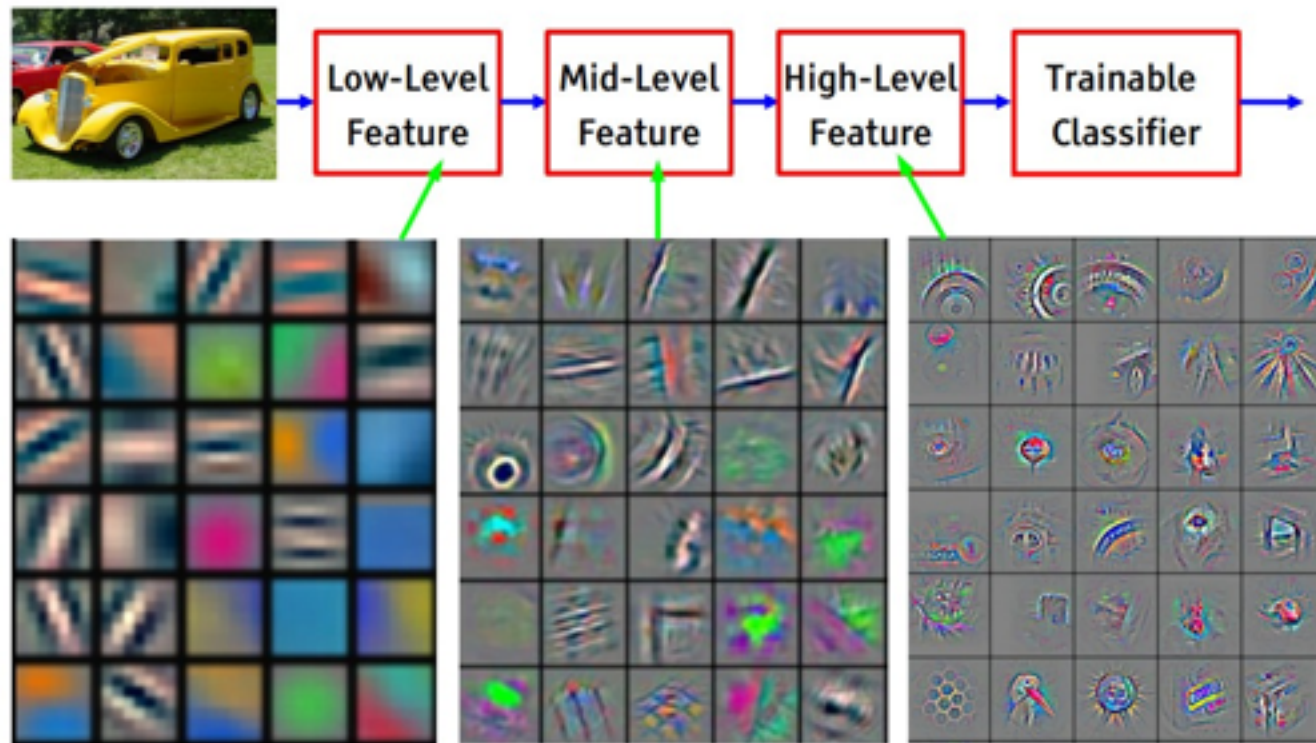 Low-Level
Feature
Mid-Level
Feature
High-Level
Feature
Trainable
Classifier